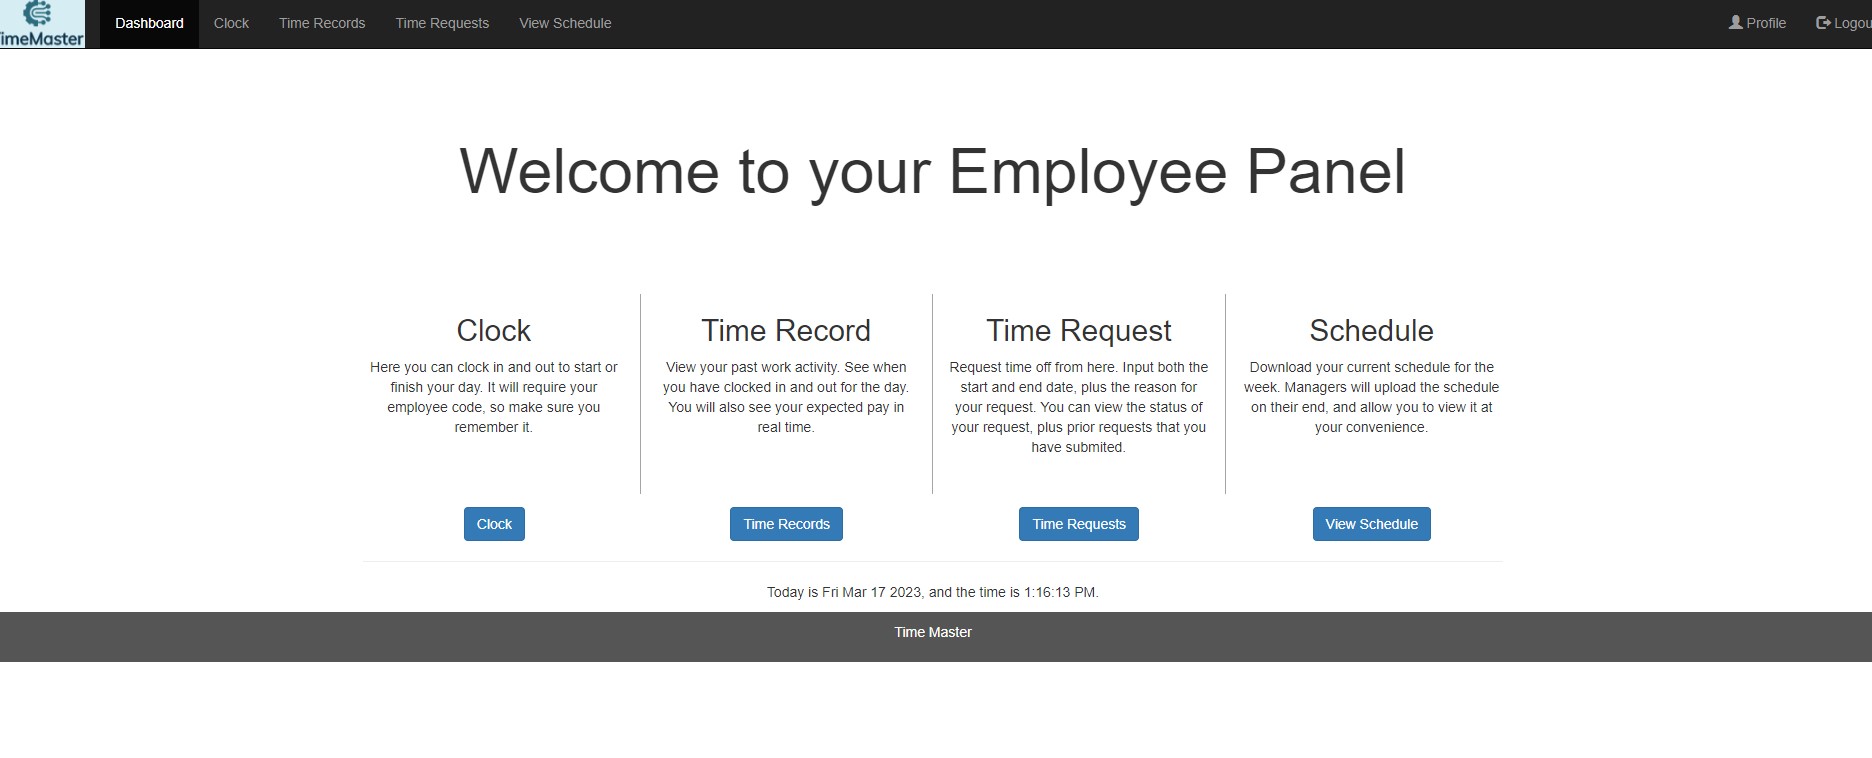 imeMaster
Dashboard
Clock
Time Records
Time Requests
View Schedule
Profile
Logou
Welcome to your Employee Panel
Clock
Here you can clock in and out to start or
finish your day. It will require your
employee code, so make sure you
remember it.
Clock
Time Record
View your past work activity. See when
you have clocked in and out for the day.
You will also see your expected pay in
real time.
Time Records
Time Request
Request time off from here. Input both the
start and end date, plus the reason for
your request. You can view the status of
your request, plus prior requests that you
have submited.
Time Requests
Schedule
Download your current schedule for the
week. Managers will upload the schedule
on their end, and allow you to view it at
your convenience.
View Schedule
Today is Fri Mar 17 2023, and the time is 1:16:13 PM.
Time Master